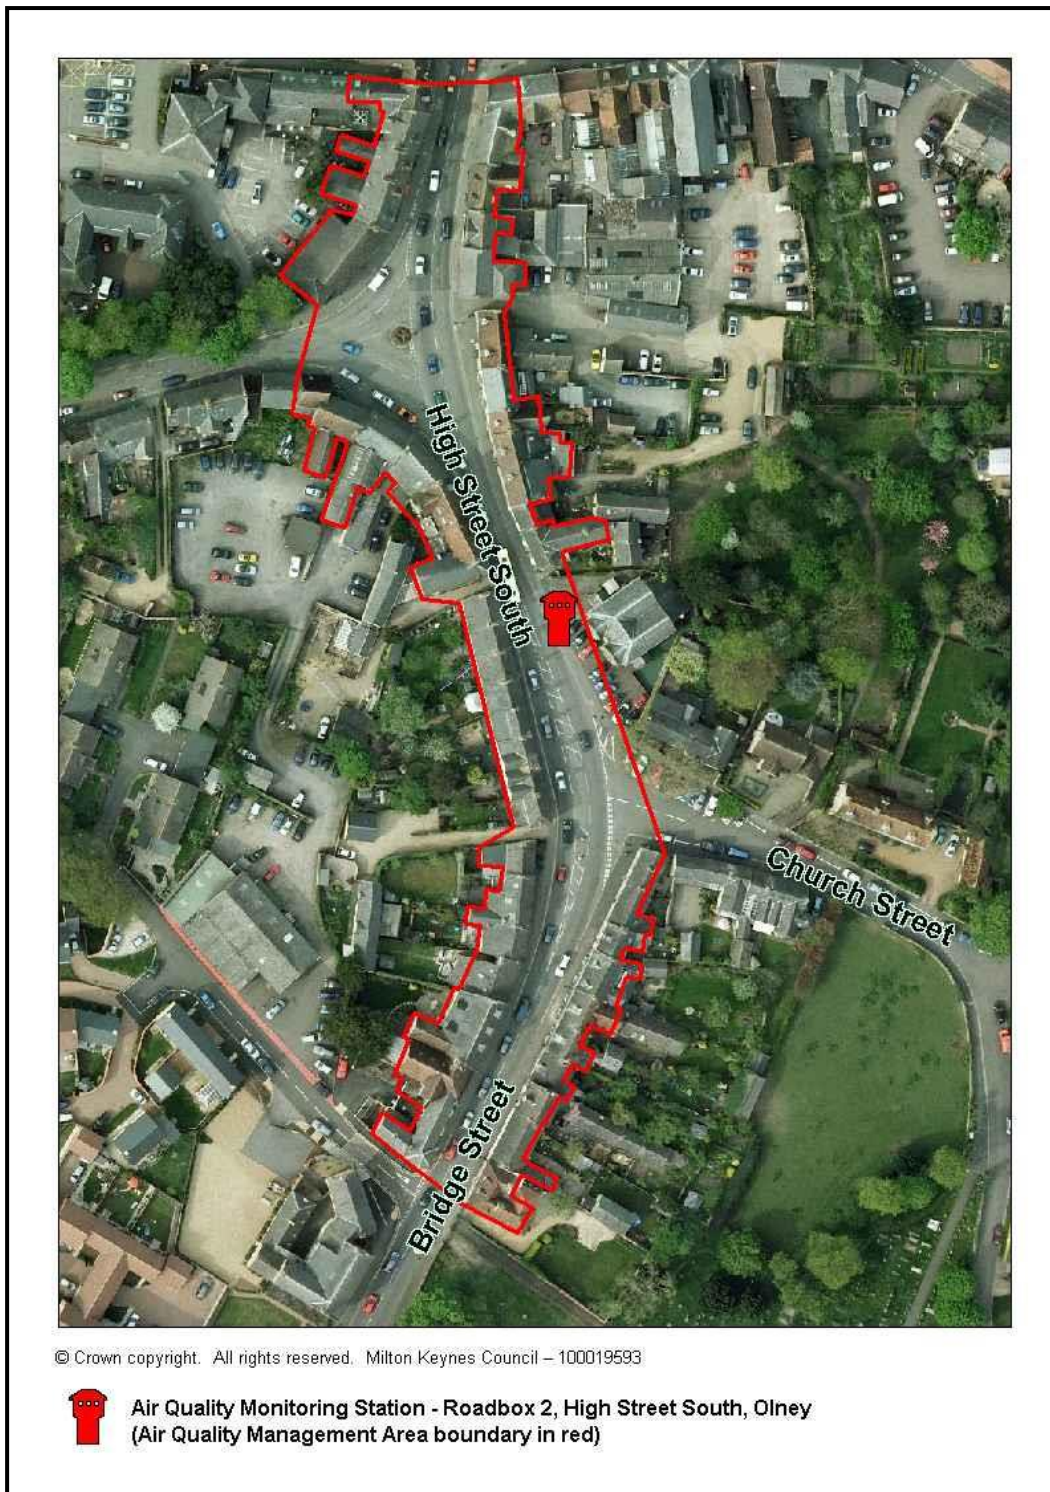 High Street South
Church Street
Bridge Street
© Crown copyright. All rights reserved. Milton Keynes Council – 100019593
Air Quality Monitoring Station - Roadbox 2, High Street South, Olney
(Air Quality Management Area boundary in red)